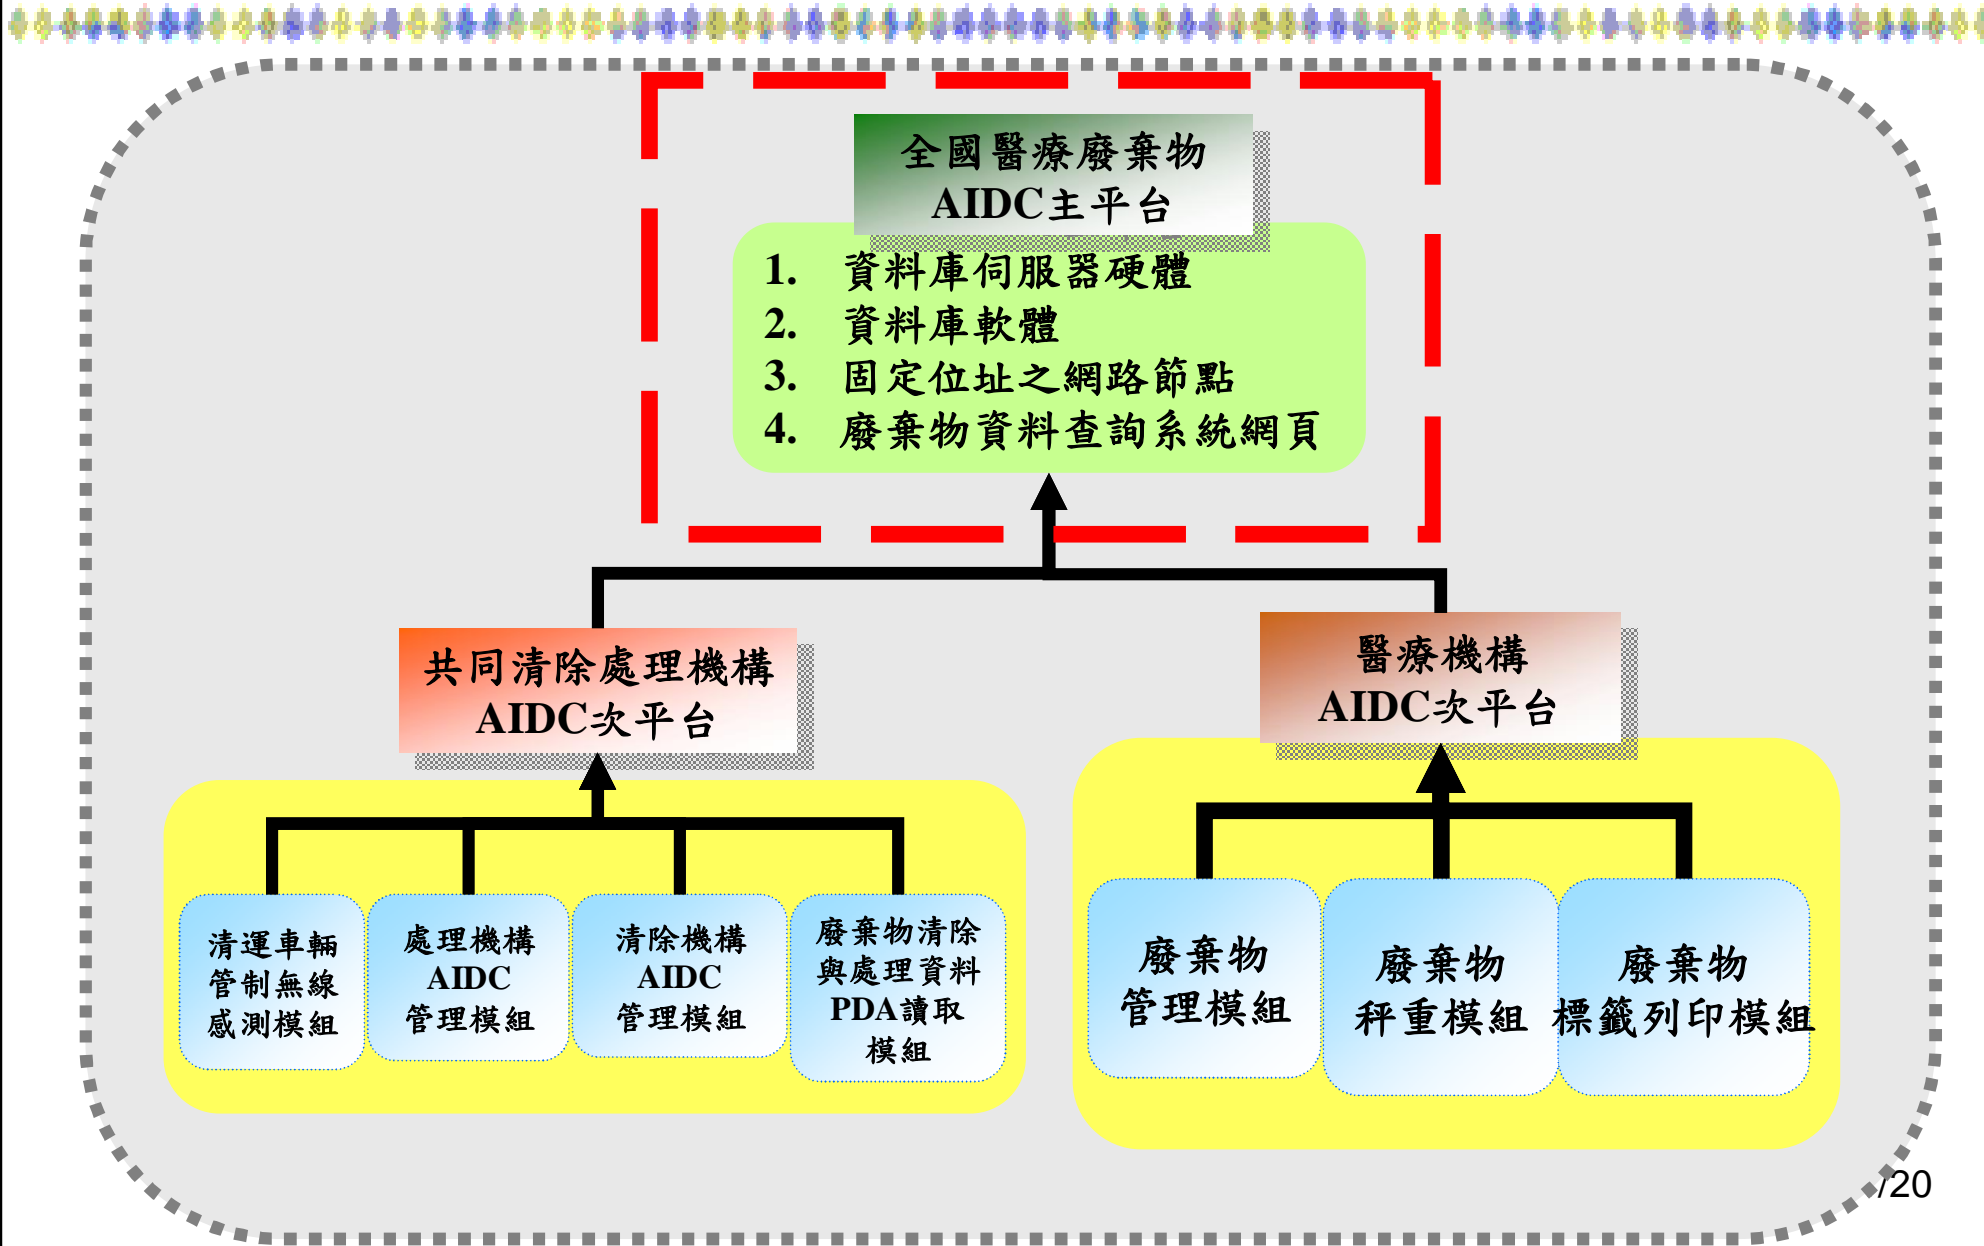 全國醫療廢棄物
AIDC主平台
1. 資料庫伺服器硬體
2. 資料庫軟體
3. 固定位址之網路節點
4. 廢棄物資料查詢系統網頁
共同清除處理機構
AIDC次平台
醫療機構
AIDC次平台
清運車輛
管制無線
感測模組
處理機構
AIDC
管理模組
清除機構
AIDC
管理模組
廢棄物清除
與處理資料
PDA讀取
模組
廢棄物
管理模組
廢棄物
秤重模組
廢棄物
標籤列印模組
/20